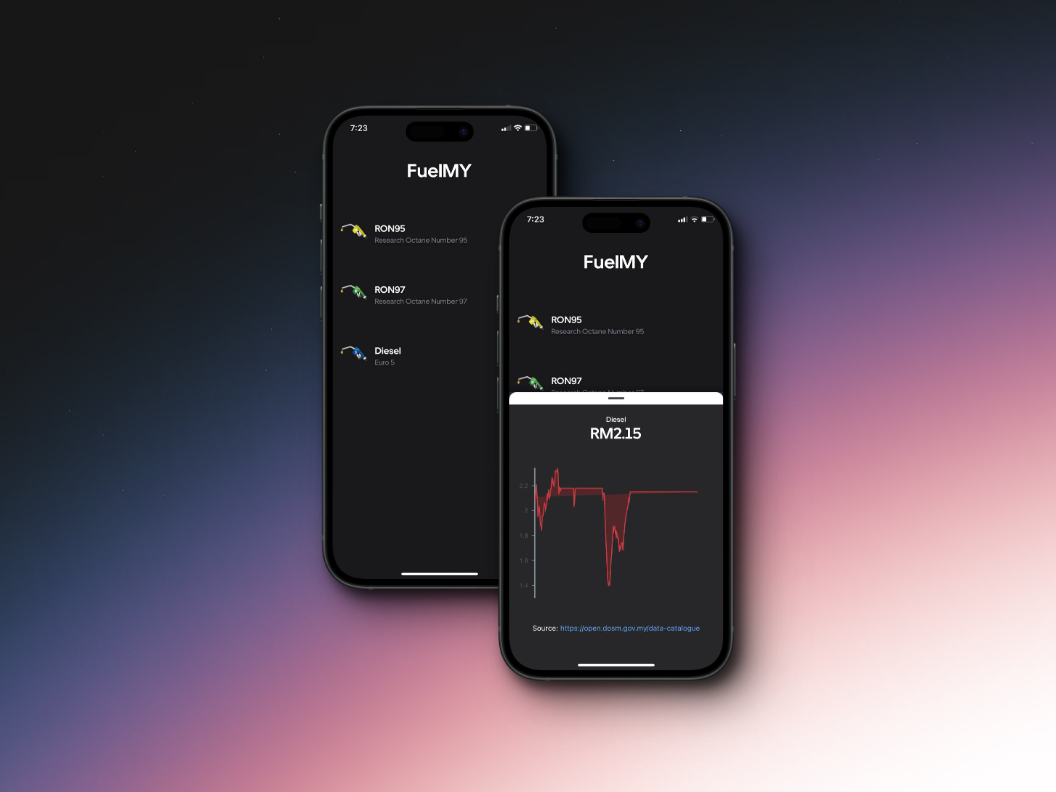 7:23
FuelMY
RON95
Research Octane Number 95
RON97
Research Octane Number 97
Diesel
Euro 5
7:23
FuelMY
RON95
Research Octane Number 95
RON97
Diesel
RM2.15
2.2
2
1.8
1.6
1.4
Source: https://open.dosm.gov.my/data-catalogue